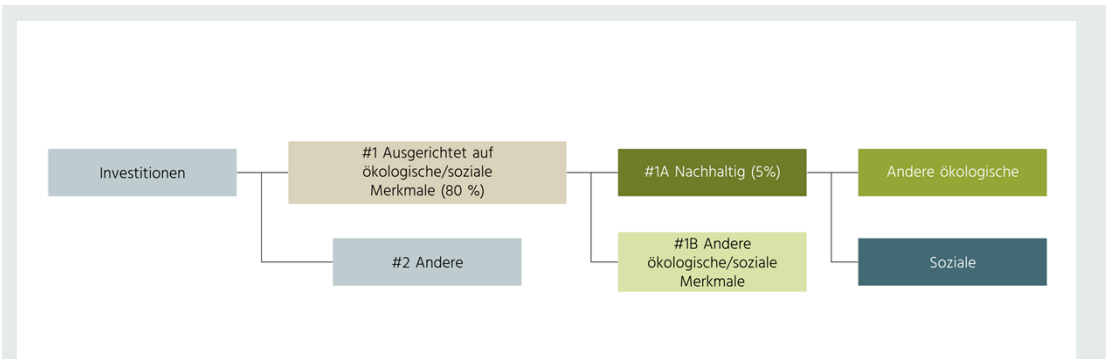 Investitionen
#1 Ausgerichtet auf
ökologische/soziale
Merkmale (80 %)
#1A Nachhaltig (5%)
Andere ökologische
#2 Andere
#1B Andere
ökologische/soziale
Merkmale
Soziale